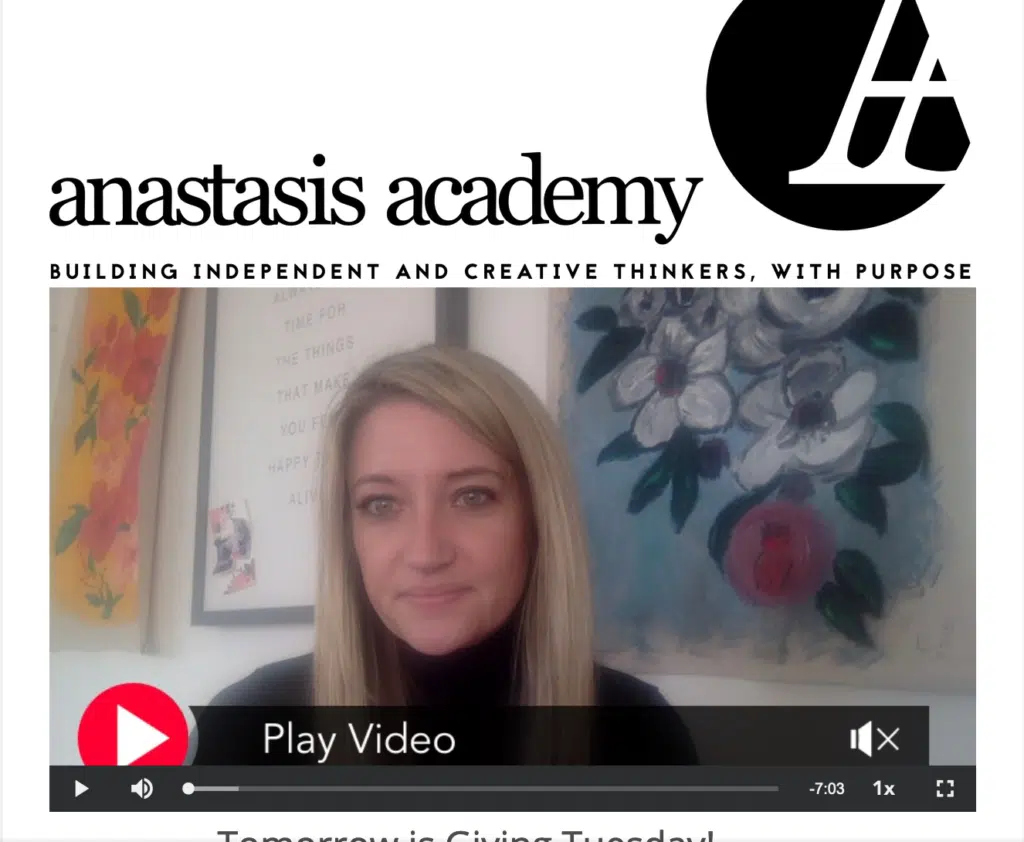 A
anastasis academy
BUILDING INDEPENDENT AND CREATIVE THINKERS, WITH PURPOSE
TIME FOR
THE THINGS
THAT MAKE
YOU
HAPPY
Play Video
-7:03
1x
Tomorrow is Giving Tuesday!